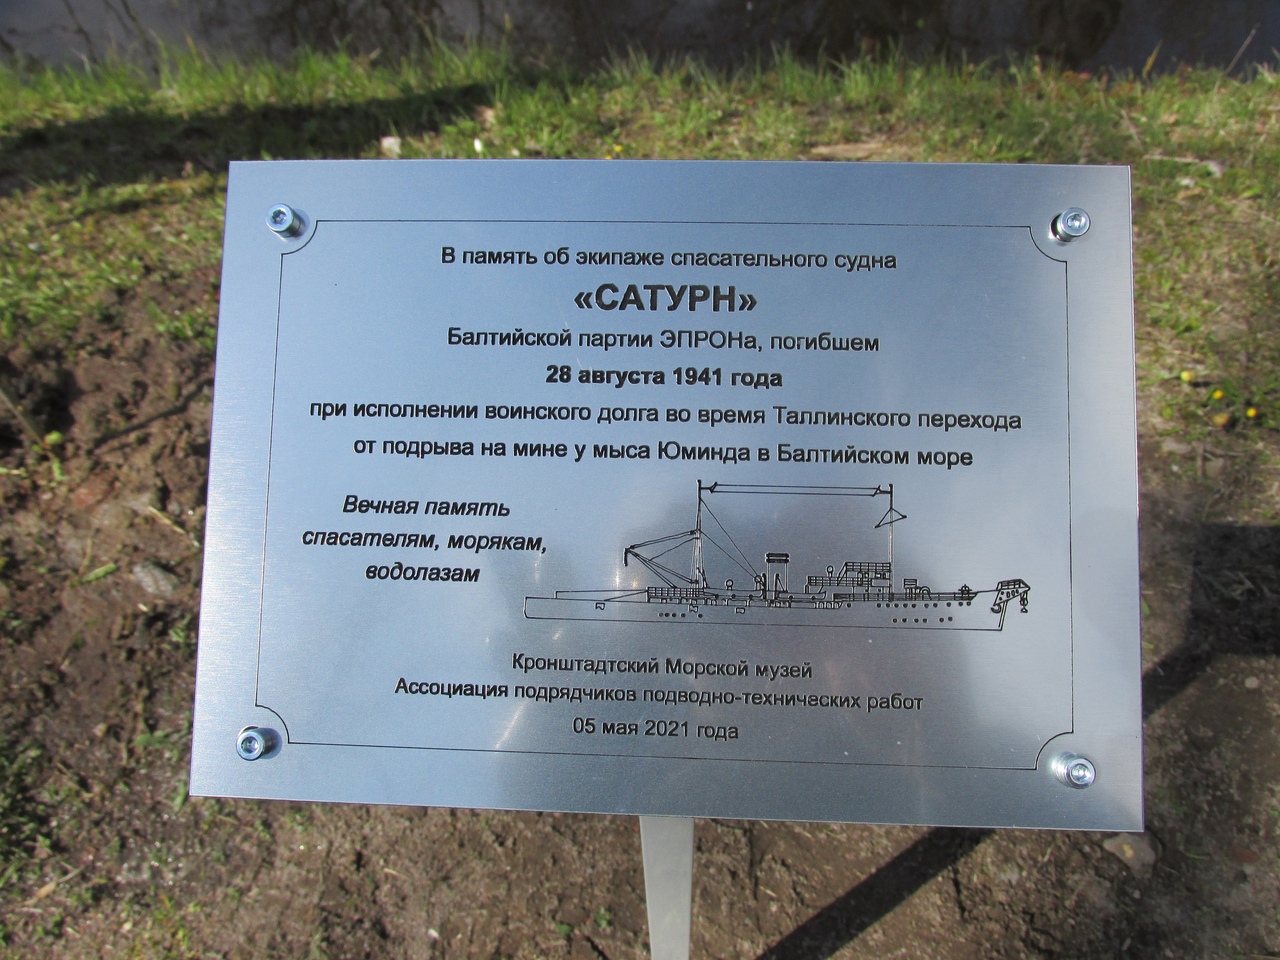 В память об экипаже спасательного судна
«САТУРН»
Балтийской партии ЭПРОНа, погибшем
28 августа 1941 года
при исполнении воинского долга во время Таллинского перехода
от подрыва на мине у мыса Юминда в Балтийском море
Вечная память
спасателям, морякам,
водолазам
Кронштадтский Морской музей
Ассоциация подрядчиков подводно-технических работ
05 мая 2021 года